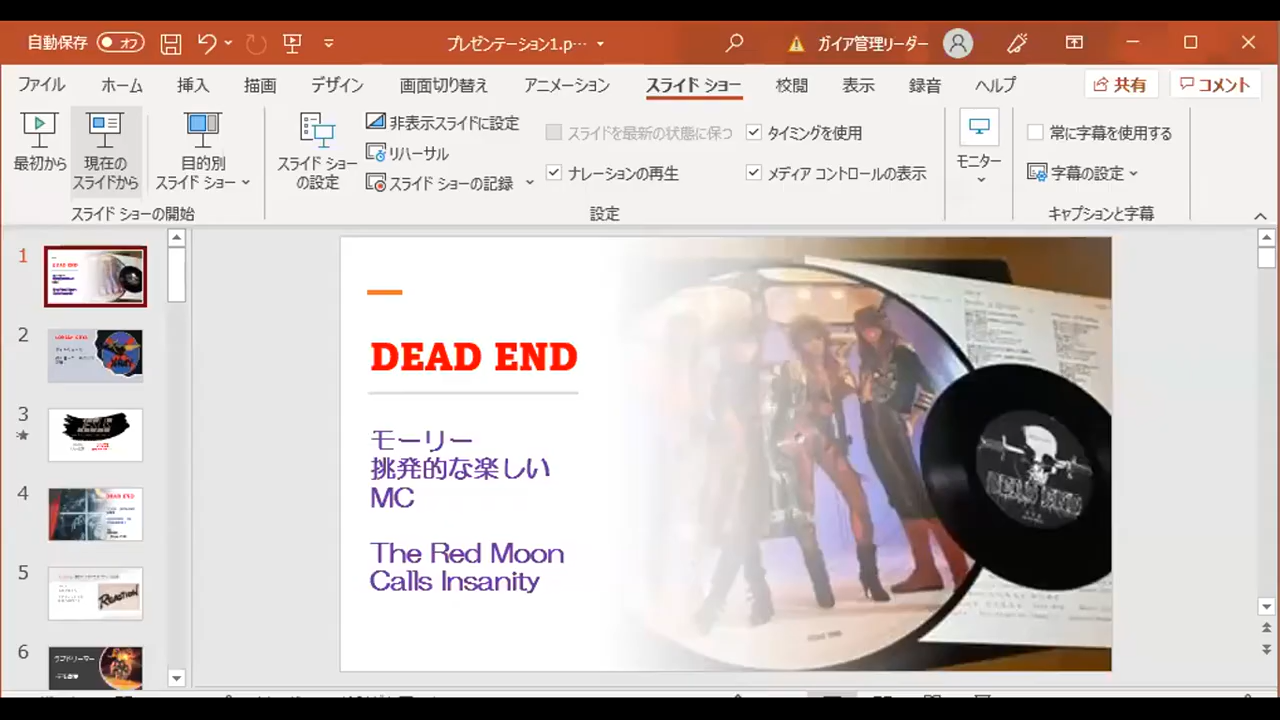 自動保存 オフ プレゼンテーション1.p… ガイア管理リーダー
ファイル ホーム 挿入 描画 デザイン 画面切り替え アニメーション スライド ショー 校閲 表示 録音 ヘルプ 共有 コメント
最初から
現在の
スライドから
目的別
スライド ショー
スライド ショーの開始
スライド ショー
の設定
非表示スライドに設定
リハーサル
スライド ショーの記録
スライドを最新の状態に保つ
ナレーションの再生
タイミングを使用
メディア コントロールの表示
設定
モニター
常に字幕を使用する
字幕の設定
キャプションと字幕
1
2
3
4
DEAD END
5
REACTION
6
ラブドリーマー
DEAD END
モーリー
挑発的な楽しい
MC
The Red Moon
Calls Insanity
DEAD END